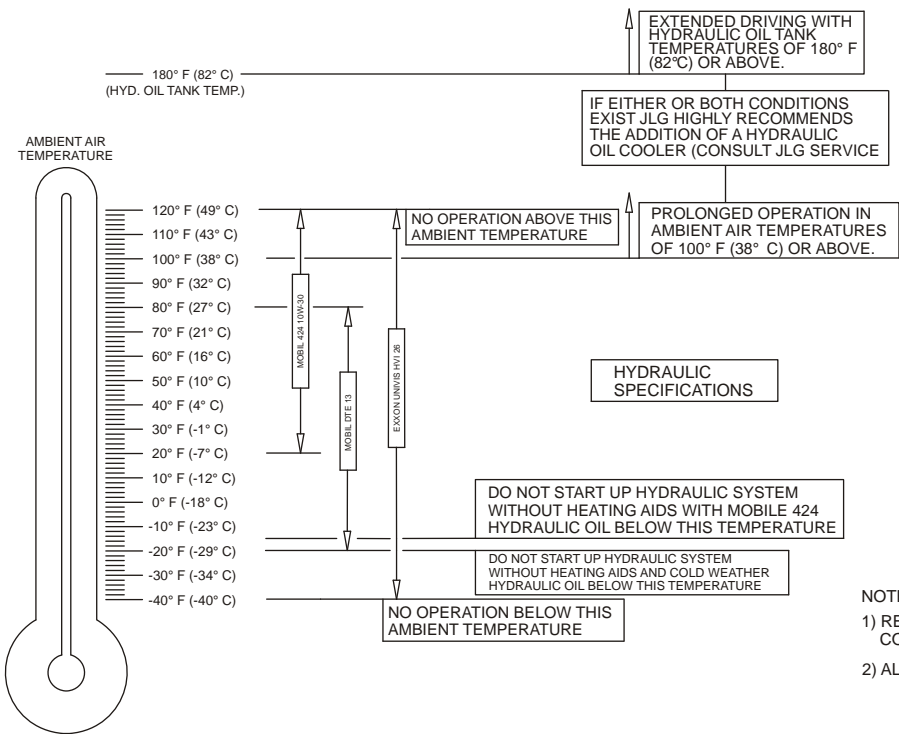 EXTENDED DRIVING WITH
HYDRAULIC OIL TANK
TEMPERATURES OF 180° F
(82°C) OR ABOVE.
180° F (82° C)
(HYD. OIL TANK TEMP.)
IF EITHER OR BOTH CONDITIONS
EXIST JLG HIGHLY RECOMMENDS
THE ADDITION OF A HYDRAULIC
OIL COOLER (CONSULT JLG SERVICE
AMBIENT AIR
TEMPERATURE
120° F (49° C)
110° F (43° C)
100° F (38° C)
90° F (32° C)
80° F (27° C)
70° F (21° C)
60° F (16° C)
50° F (10° C)
40° F (4° C)
30° F (-1° C)
20° F (-7° C)
10° F (-12° C)
0° F (-18° C)
-10° F (-23° C)
-20° F (-29° C)
-30° F (-34° C)
-40° F (-40° C)
NO OPERATION ABOVE THIS
AMBIENT TEMPERATURE
PROLONGED OPERATION IN
AMBIENT AIR TEMPERATURES
OF 100° F (38° C) OR ABOVE.
MOBIL 424 10W-30
MOBIL DTE 13
EXXON UNIVIS HVI 26
HYDRAULIC
SPECIFICATIONS
DO NOT START UP HYDRAULIC SYSTEM
WITHOUT HEATING AIDS WITH MOBILE 424
HYDRAULIC OIL BELOW THIS TEMPERATURE
DO NOT START UP HYDRAULIC SYSTEM
WITHOUT HEATING AIDS AND COLD WEATHER
HYDRAULIC OIL BELOW THIS TEMPERATURE
NO OPERATION BELOW THIS
AMBIENT TEMPERATURE
1)
2)